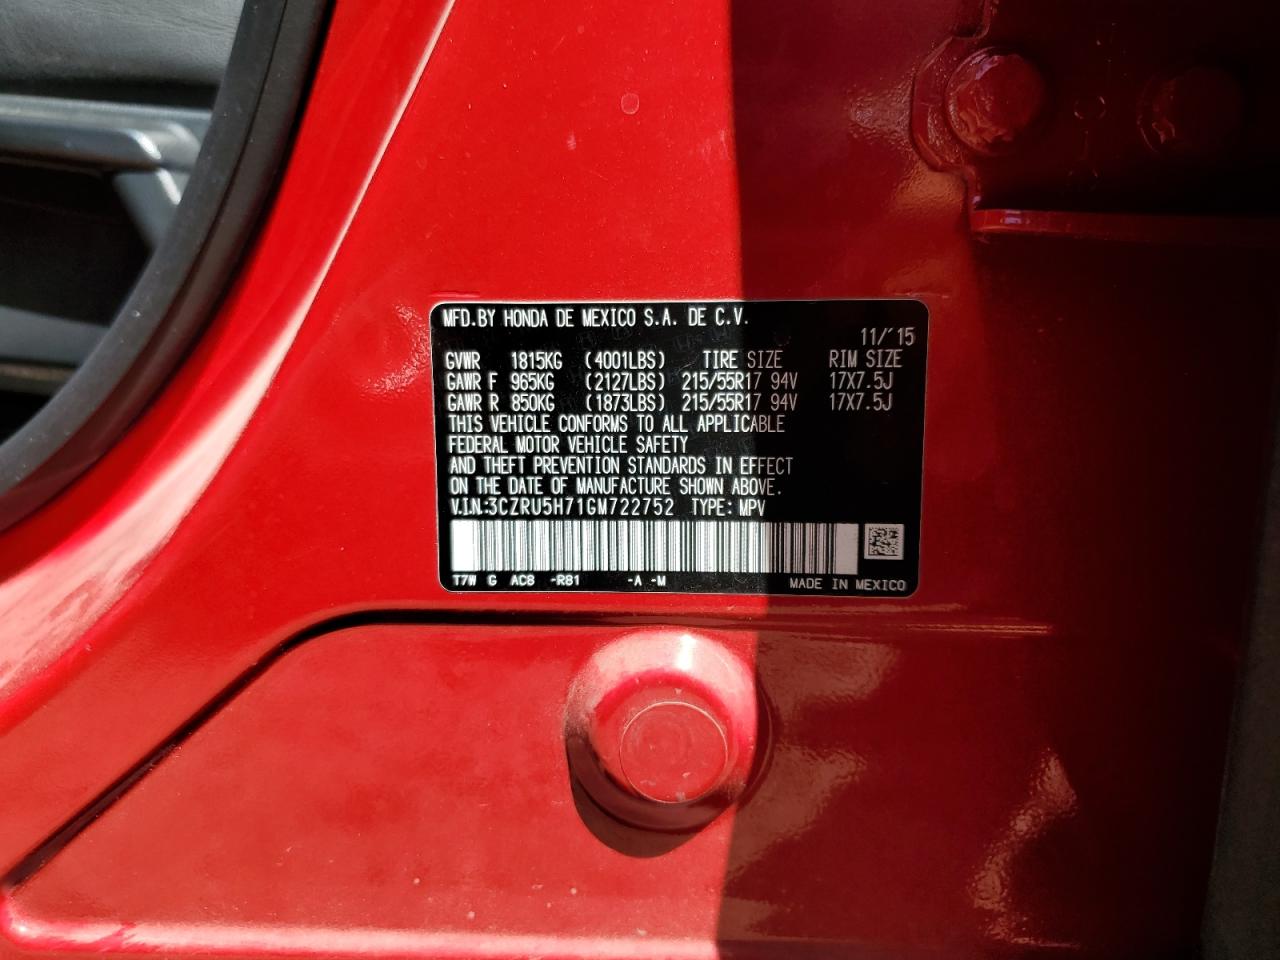 MFD.BY HONDA DE MEXICO S.A. DE C.V.
11/'15
GVWR 1815KG (4001LBS) TIRE SIZE RIM SIZE
GAWR F 965KG (2127LBS) 215/55R17 94V 17X7.5J
GAWR R 850KG (1873LBS) 215/55R17 94V 17X7.5J
THIS VEHICLE CONFORMS TO ALL APPLICABLE
FEDERAL MOTOR VEHICLE SAFETY
AND THEFT PREVENTION STANDARDS IN EFFECT
ON THE DATE OF MANUFACTURE SHOWN ABOVE.
V.I.N.:3CZRU5H71GM722752 TYPE: MPV
T7W G AC8 -R81 -A -M MADE IN MEXICO